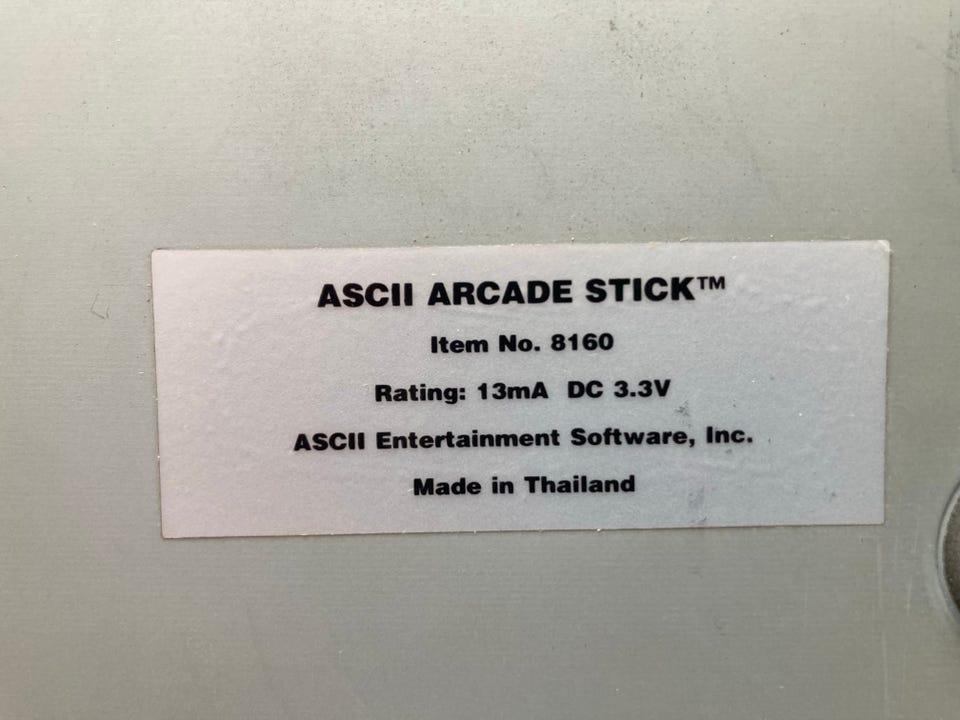 ASCII ARCADE STICK™
Item No. 8160
Rating: 13mA DC 3.3V
ASCII Entertainment Software, Inc.
Made in Thailand